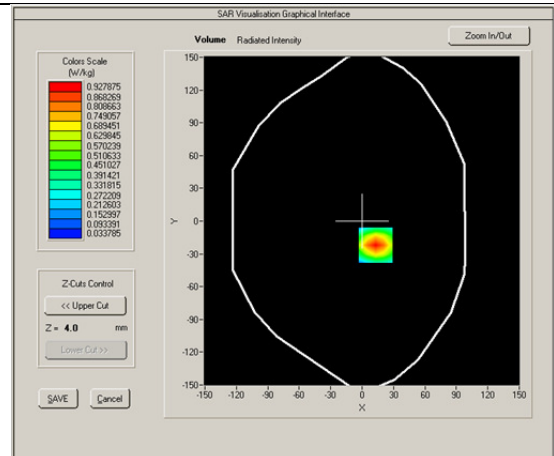 SAR Visualisation Graphical Interface
Volume Radiated Intensity
Zoom In/Out
Colors Scale
(W/kg)
0.927875
0.868269
0.808663
0.749057
0.689451
0.629845
0.570239
0.510633
0.451027
0.391421
0.331815
0.272209
0.212603
0.152997
0.093391
0.033785
Z-Cuts Control
<< Upper Cut
Z = 4.0 mm
Lower Cut >>
SAVE Cancel
150-
120-
90-
60-
30-
0-
-30-
-60-
-90-
-120-
-150-
Y
-150 -120 -90 -60 -30 0 30 60 90 120 150
X